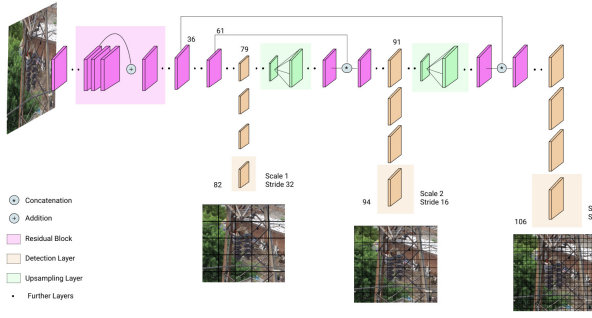 36
61
79
91
82
Scale 1
Stride 32
94
Scale 2
Stride 16
106
S
S
Concatenation
Addition
Residual Block
Detection Layer
Upsampling Layer
Further Layers